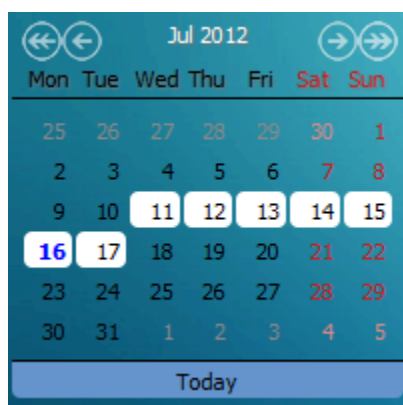 Jul 2012
Mon Tue Wed Thu Fri Sat Sun
25 26 27 28 29 30 1
2 3 4 5 6 7 8
9 10 11 12 13 14 15
16 17 18 19 20 21 22
23 24 25 26 27 28 29
30 31 1 2 3 4 5
Today